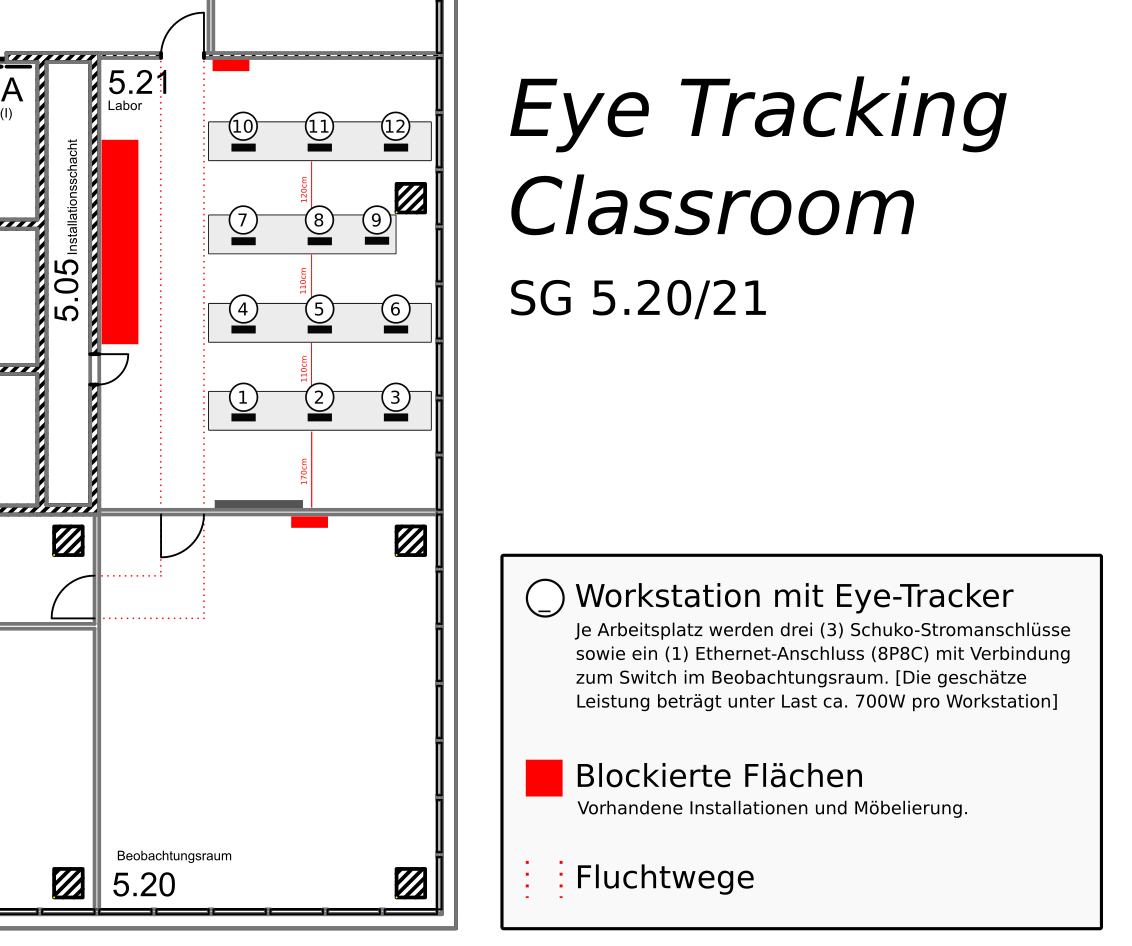 Eye Tracking
Classroom
SG 5.20/21
A
(I)
5.21
Labor
5.05 Installationsschacht
10
11
12
120cm
7
8
9
110cm
4
5
6
110cm
1
2
3
170cm
Beobachtungsraum
5.20
_
Workstation mit Eye-Tracker
Je Arbeitsplatz werden drei (3) Schuko-Stromanschlüsse
sowie ein (1) Ethernet-Anschluss (8P8C) mit Verbindung
zum Switch im Beobachtungsraum. [Die geschätze
Leistung beträgt unter Last ca. 700W pro Workstation]
Blockierte Flächen
Vorhandene Installationen und Möbelierung.
Fluchtwege